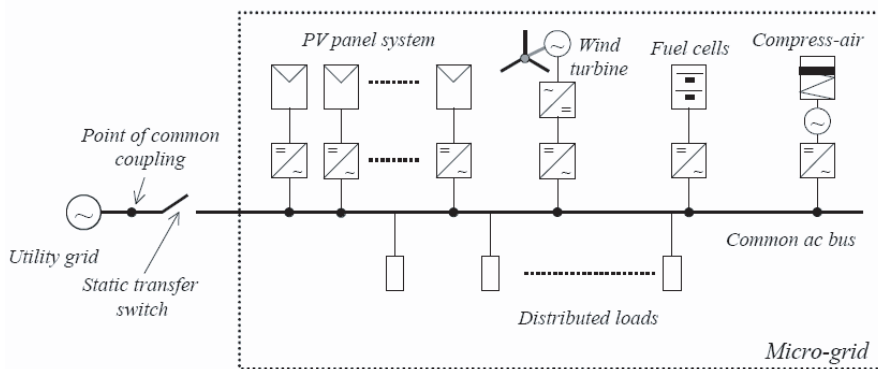 PV panel system
Wind
turbine
Fuel cells
Compress-air
Point of common
coupling
Utility grid
Static transfer
switch
Common ac bus
Distributed loads
Micro-grid